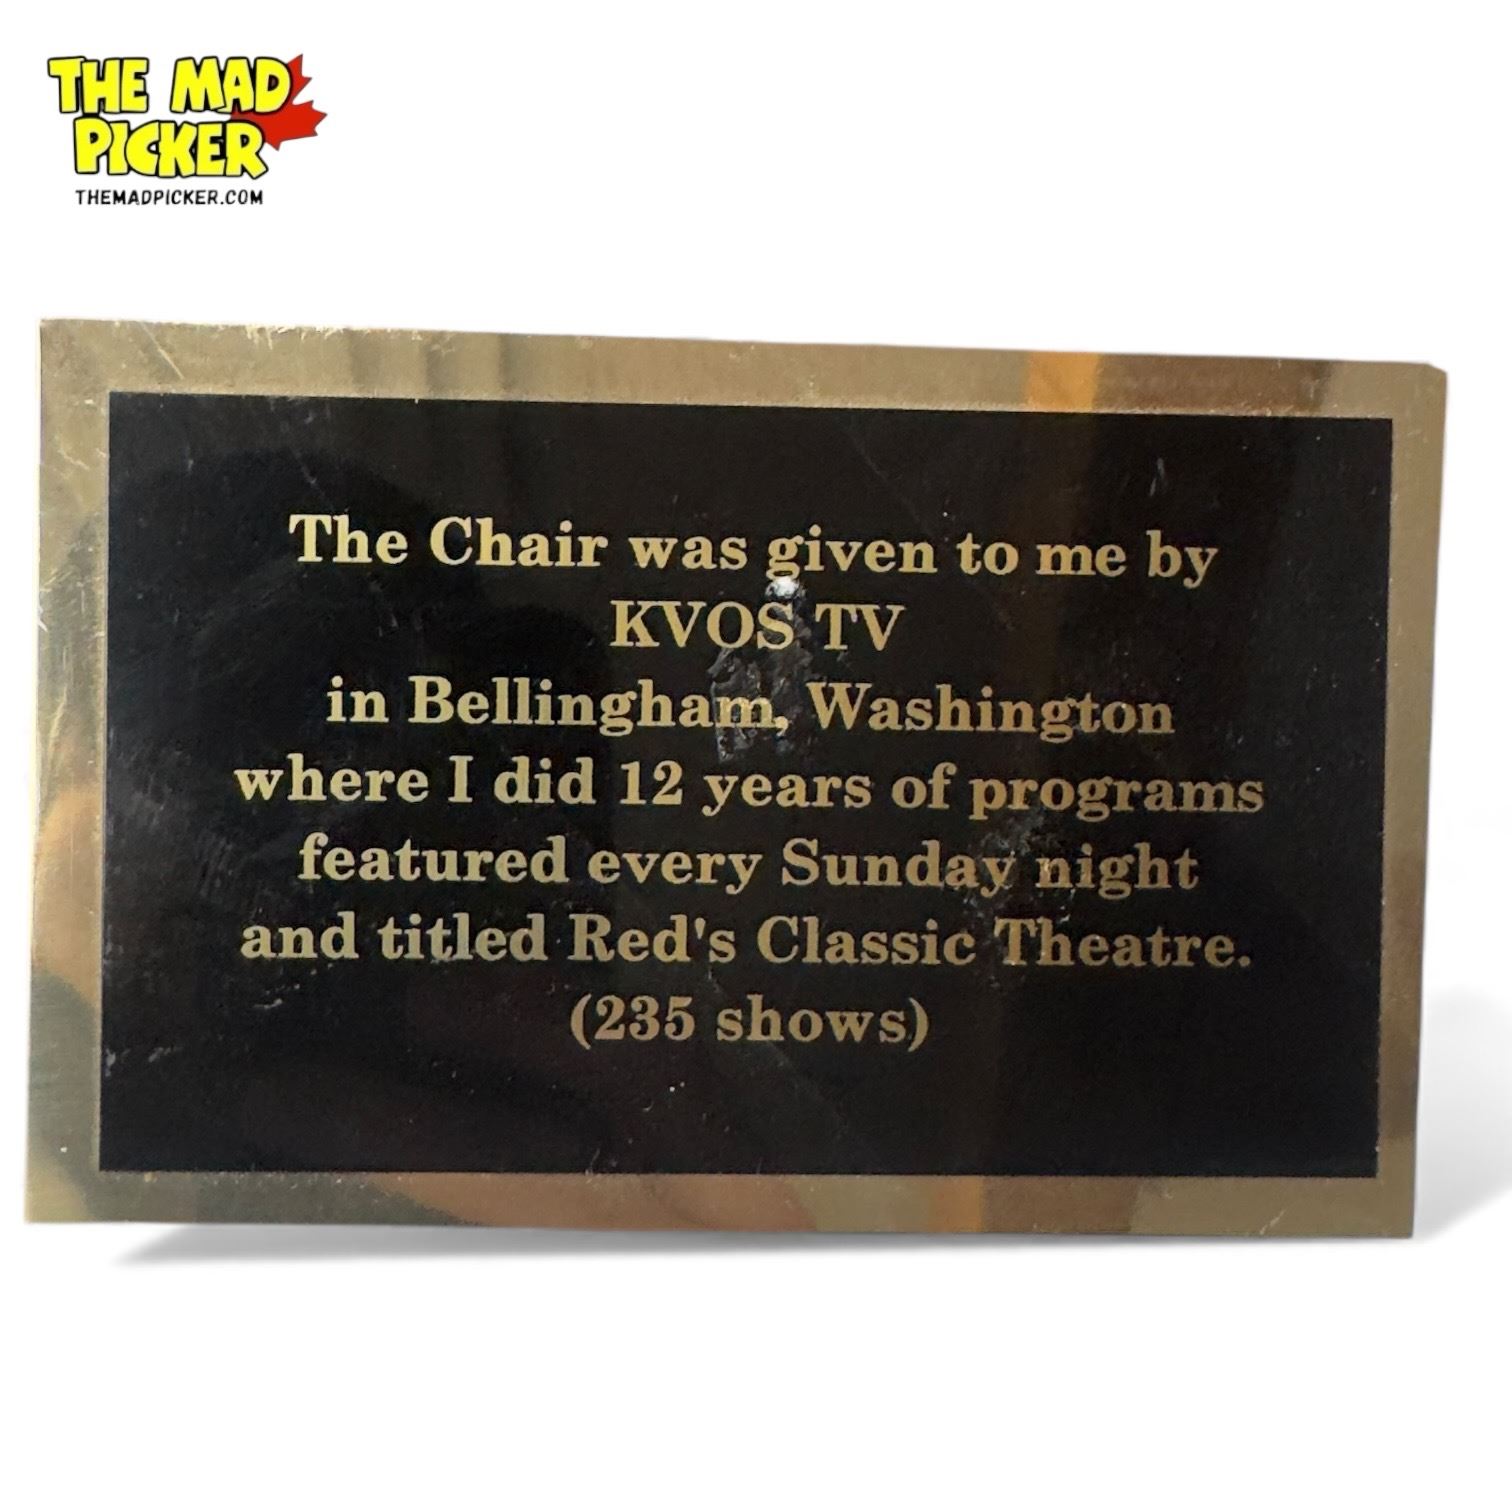 THE MAD
PICKER
THEMADPICKER.COM
The Chair was given to me by
KVOS TV
in Bellingham, Washington
where I did 12 years of programs
featured every Sunday night
and titled Red's Classic Theatre.
(235 shows)